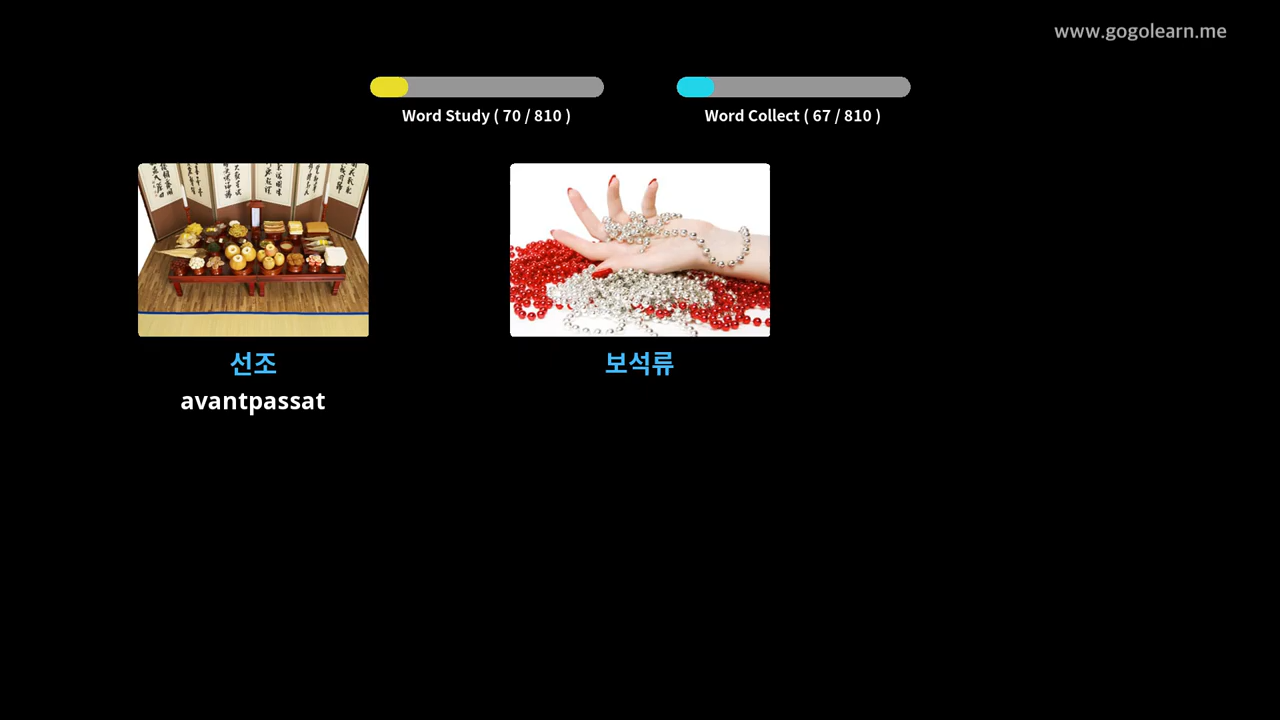 www.gogolearn.me
Word Study ( 70 / 810 )
Word Collect ( 67 / 810 )
선조
avantpassat
보석류